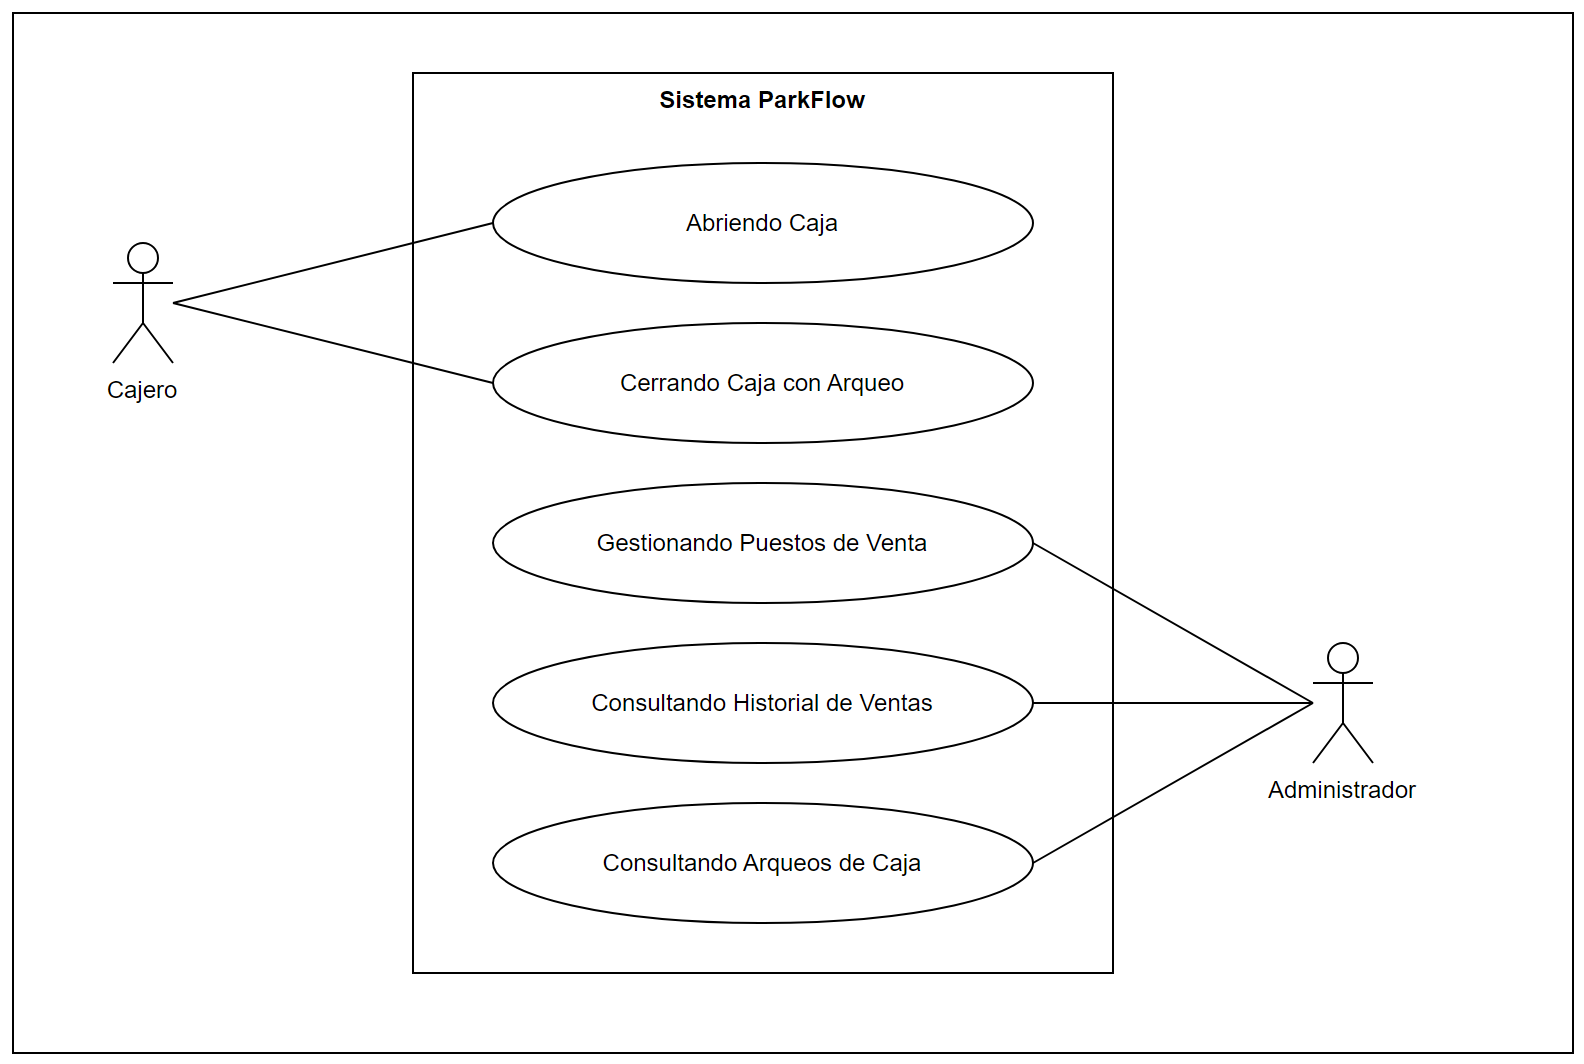 Sistema ParkFlow
Abriendo Caja
Cajero
Cerrando Caja con Arqueo
Gestionando Puestos de Venta
Consultando Historial de Ventas
Administrador
Consultando Arqueos de Caja